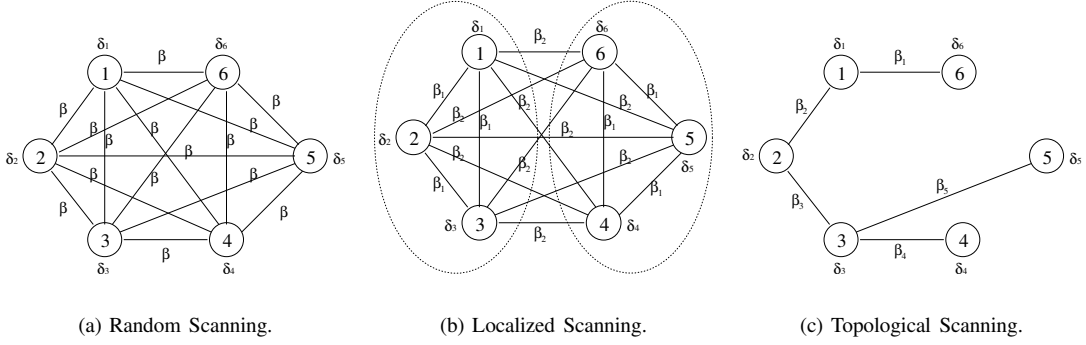 δ₁ δ₆
1 β 6
β β β β β β
δ₂ 2 β 5 δ₅
β β β β β
3 β 4
δ₃ δ₄
(a) Random Scanning.
δ₁ δ₆
1 β₂ 6
β₁ β₂ β₁ β₂ β₁ β₂ β₁
δ₂ 2 β₂ 5 δ₅
β₁ β₂ β₂ β₂ β₁
δ₃ 3 β₂ 4 δ₄
(b) Localized Scanning.
δ₁ δ₆
1 β₁ 6
β₂
δ₂ 2 5 δ₅
β₃ β₅
3 β₄ 4
δ₃ δ₄
(c) Topological Scanning.